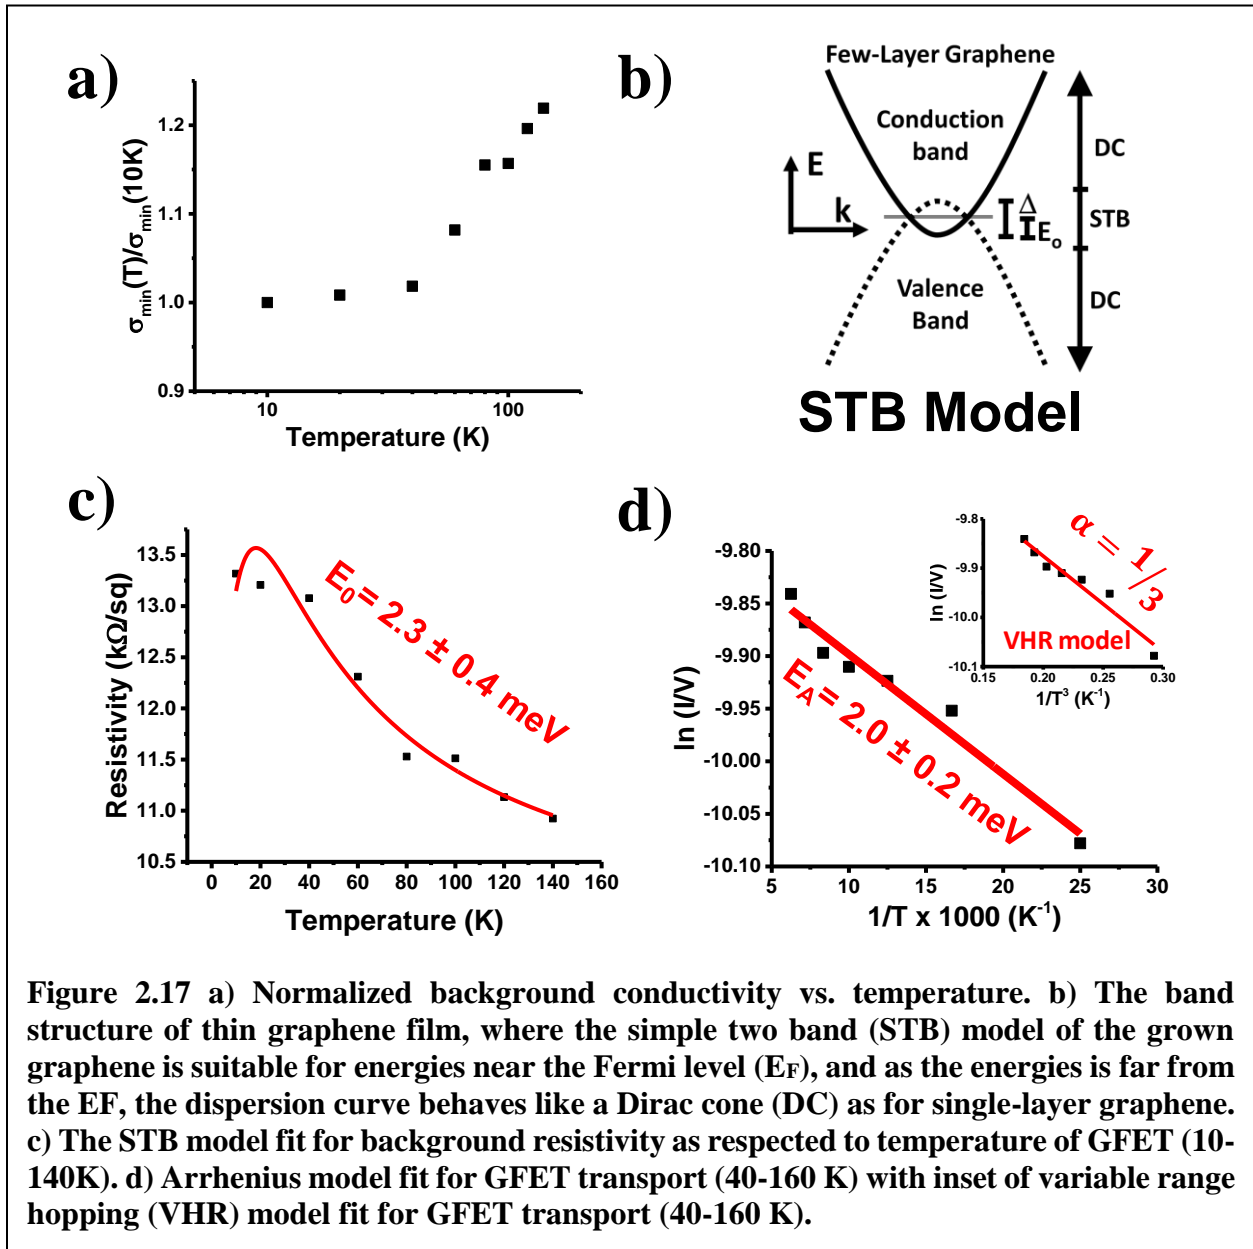 a)
1.2
1.1
1.0
0.9
10
100
σmin(T)/σmin(10K)
Temperature (K)
b)
Few-Layer Graphene
Conduction
band
E
k
Δ
Eo
DC
STB
DC
Valence
Band
STB Model
c)
13.5
13.0
12.5
12.0
11.5
11.0
10.5
0 20 40 60 80 100 120 140 160
Resistivity (kΩ/sq)
Temperature (K)
E0 = 2.3 ± 0.4 meV
d)
-9.80
-9.85
-9.90
-9.95
-10.00
-10.05
-10.10
5 10 15 20 25 30
ln (I/V)
1/T x 1000 (K-1)
EA = 2.0 ± 0.2 meV
-9.8
-9.9
-10.0
-10.1
0.15 0.20 0.25 0.30
ln (I/V)
1/T3 (K-1)
VHR model
α = 1/3
Figure 2.17 a) Normalized background conductivity vs. temperature. b) The band
structure of thin graphene film, where the simple two band (STB) model of the grown
graphene is suitable for energies near the Fermi level (EF), and as the energies is far from
the EF, the dispersion curve behaves like a Dirac cone (DC) as for single-layer graphene.
c) The STB model fit for background resistivity as respected to temperature of GFET (10-
140K). d) Arrhenius model fit for GFET transport (40-160 K) with inset of variable range
hopping (VHR) model fit for GFET transport (40-160 K).